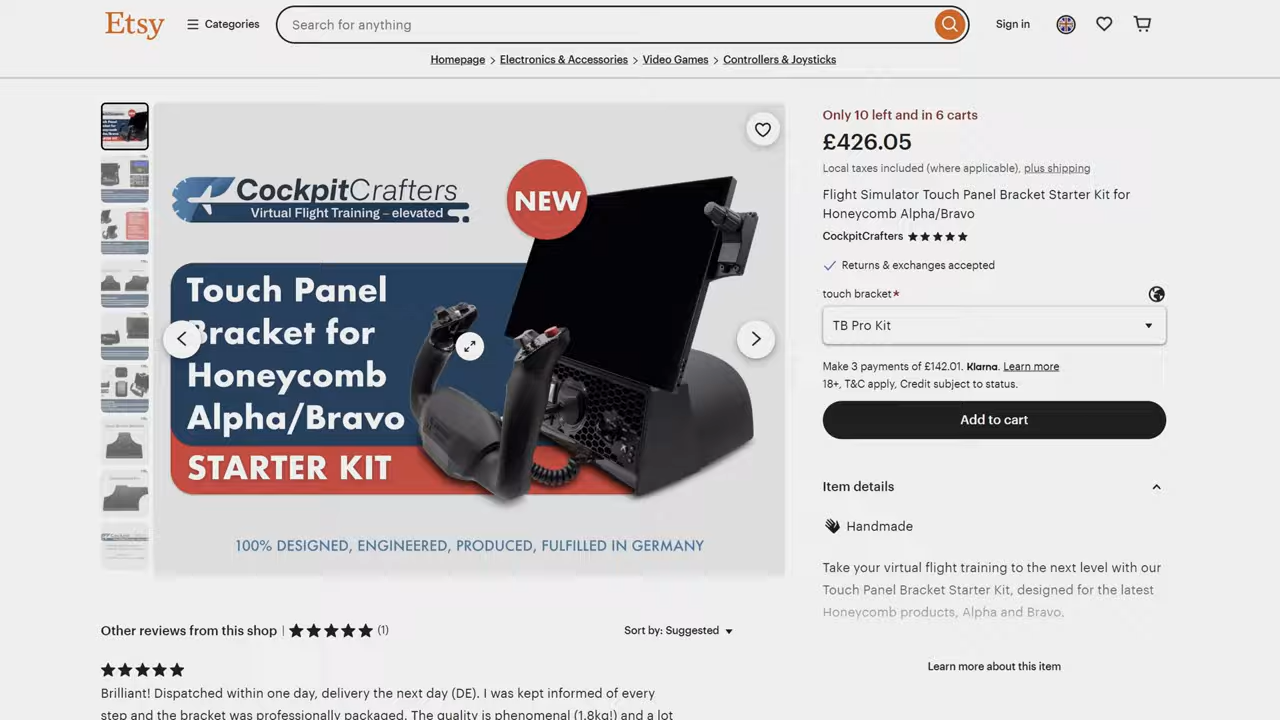 Etsy
Categories
Search for anything
Sign in
Homepage > Electronics & Accessories > Video Games > Controllers & Joysticks
CockpitCrafters
Virtual Flight Training – elevated
NEW
Touch Panel
Bracket for
Honeycomb
Alpha/Bravo
STARTER KIT
100% DESIGNED, ENGINEERED, PRODUCED, FULFILLED IN GERMANY
Only 10 left and in 6 carts
£426.05
Local taxes included (where applicable), plus shipping
Flight Simulator Touch Panel Bracket Starter Kit for
Honeycomb Alpha/Bravo
CockpitCrafters ★★★★★
Returns & exchanges accepted
touch bracket*
TB Pro Kit
Make 3 payments of £142.01. Klarna. Learn more
18+, T&C apply, Credit subject to status.
Add to cart
Item details
Handmade
Take your virtual flight training to the next level with our
Touch Panel Bracket Starter Kit, designed for the latest
Honeycomb products, Alpha and Bravo.
Learn more about this item
Other reviews from this shop | ★★★★★ (1)
Sort by: Suggested
★★★★★
Brilliant! Dispatched within one day, delivery the next day (DE). I was kept informed of every
step and the bracket was professionally packaged. The quality is phenomenal (1.8kg!) and a lot